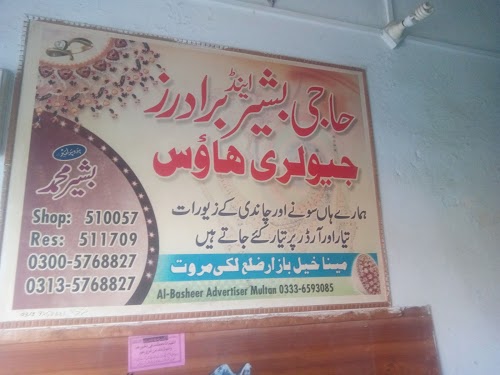 حاجی بشیر اینڈ برادرز
جیولری ھاؤس
ہمارے ہاں سونے اور چاندی کے زیورات
تیار اور آرڈر پر تیار کئے جاتے ہیں
مینا خیل بازار ضلع لکی مروت
Al-Basheer Advertiser Multan 0333-6593085
پروپرائیٹر
بشیر محمد
Shop: 510057
Res: 511709
0300-5768827
0313-5768827